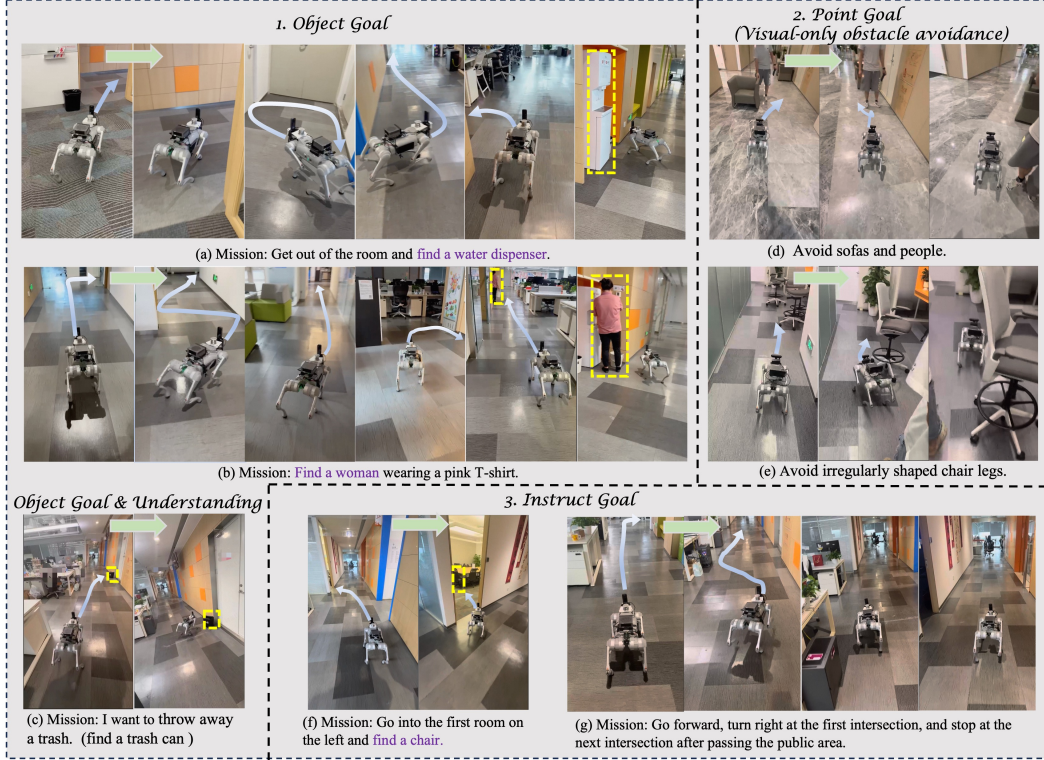 1. Object Goal
(a) Mission: Get out of the room and find a water dispenser.
(b) Mission: Find a woman wearing a pink T-shirt.
2. Point Goal
(Visual-only obstacle avoidance)
(d) Avoid sofas and people.
(e) Avoid irregularly shaped chair legs.
Object Goal & Understanding
(c) Mission: I want to throw away
a trash. (find a trash can )
3. Instruct Goal
(f) Mission: Go into the first room on
the left and find a chair.
(g) Mission: Go forward, turn right at the first intersection, and stop at the
next intersection after passing the public area.